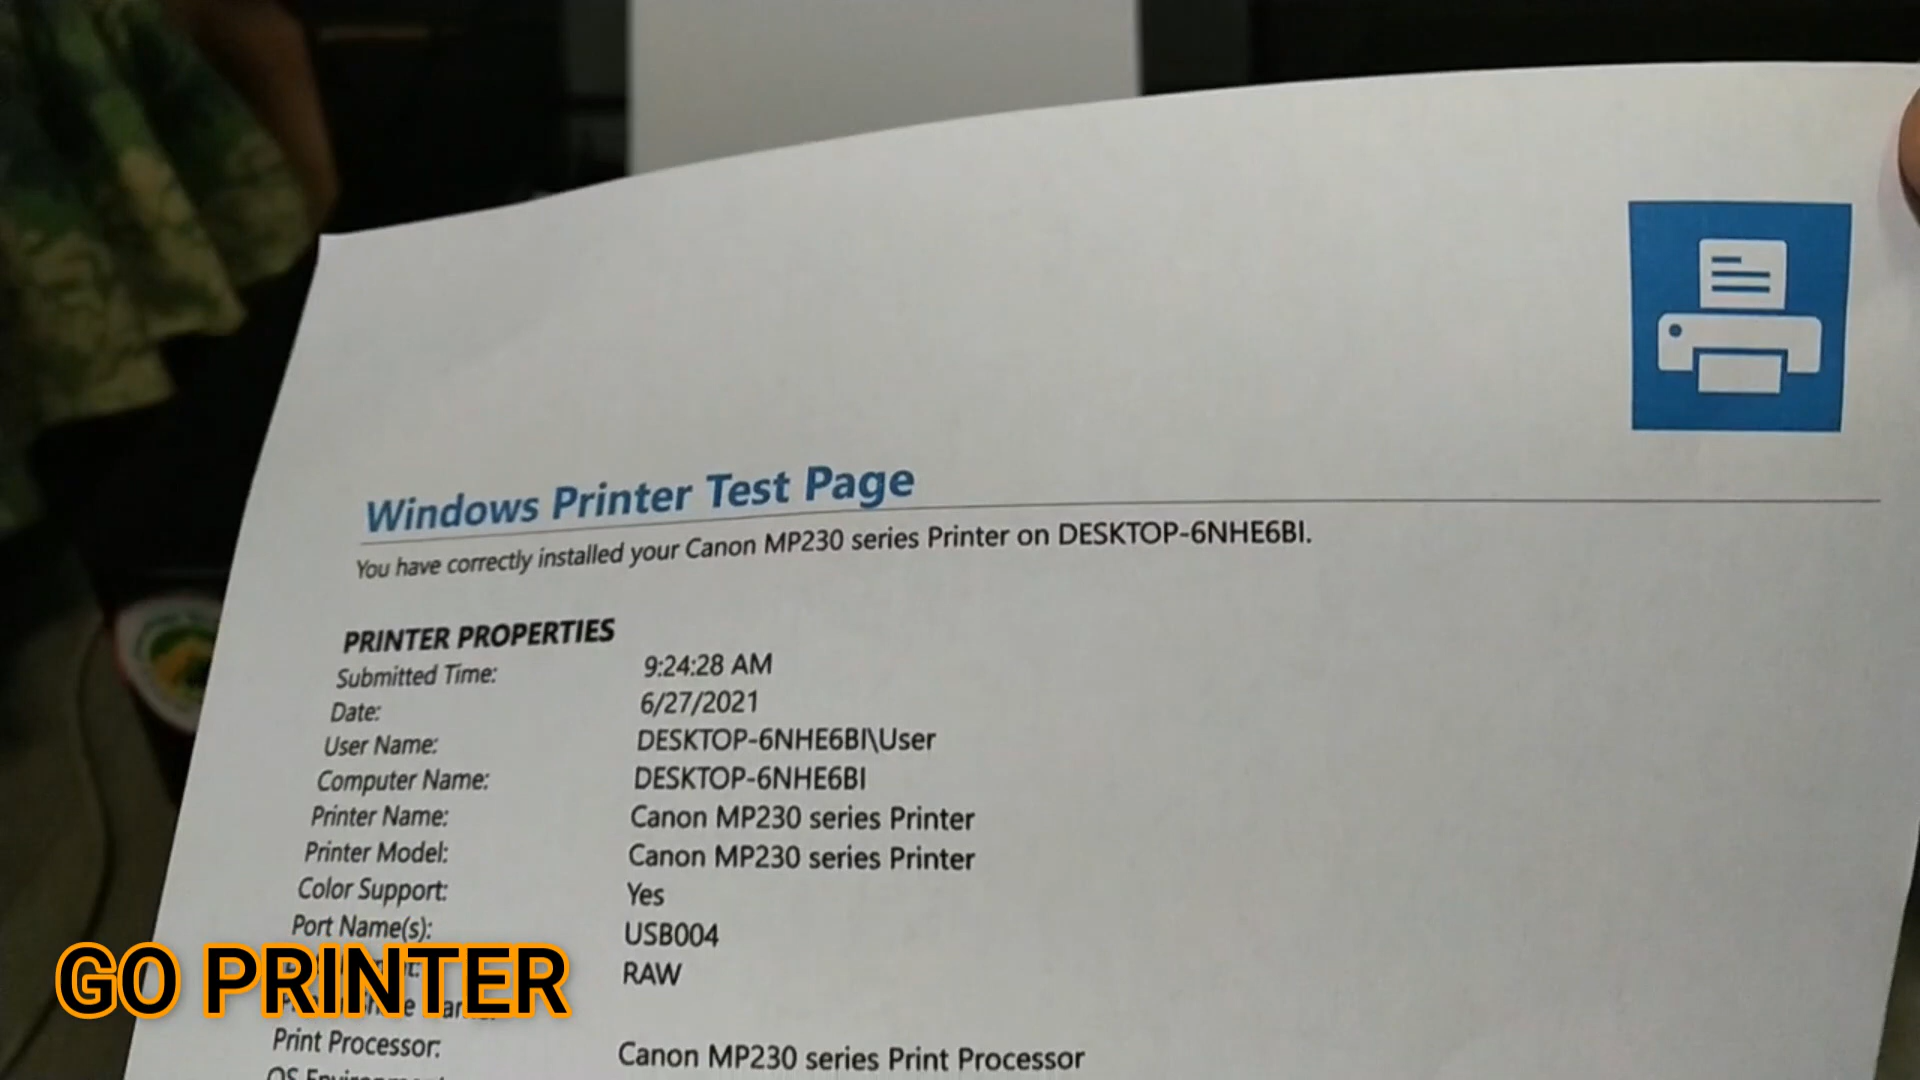 Windows Printer Test Page
You have correctly installed your Canon MP230 series Printer on DESKTOP-6NHE6BI.
PRINTER PROPERTIES
Submitted Time: 9:24:28 AM
Date: 6/27/2021
User Name: DESKTOP-6NHE6BI\User
Computer Name: DESKTOP-6NHE6BI
Printer Name: Canon MP230 series Printer
Printer Model: Canon MP230 series Printer
Color Support: Yes
Port Name(s): USB004
RAW
Print Processor: Canon MP230 series Print Processor
OS
GO PRINTER